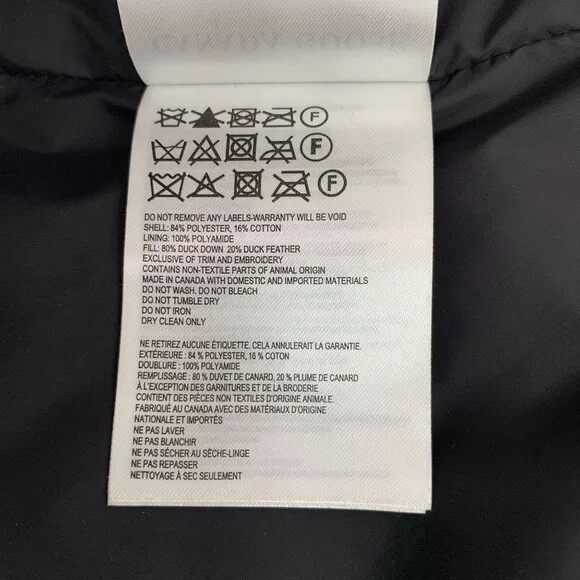 F
F
F
DO NOT REMOVE ANY LABELS-WARRANTY WILL BE VOID
SHELL: 84% POLYESTER, 16% COTTON
LINING: 100% POLYAMIDE
FILL: 80% DUCK DOWN 20% DUCK FEATHER
EXCLUSIVE OF TRIM AND EMBROIDERY
CONTAINS NON-TEXTILE PARTS OF ANIMAL ORIGIN
MADE IN CANADA WITH DOMESTIC AND IMPORTED MATERIALS
DO NOT WASH. DO NOT BLEACH
DO NOT TUMBLE DRY
DO NOT IRON
DRY CLEAN ONLY
NE RETIREZ AUCUNE ÉTIQUETTE. CELA ANNULERAIT LA GARANTIE.
EXTÉRIEURE : 84 % POLYESTER, 16 % COTON
DOUBLURE : 100% POLYAMIDE
REMPLISSAGE : 80 % DUVET DE CANARD, 20 % PLUME DE CANARD
À L'EXCEPTION DES GARNITURES ET DE LA BRODERIE
CONTIENT DES PIÈCES NON TEXTILES D'ORIGINE ANIMALE.
FABRIQUÉ AU CANADA AVEC DES MATÉRIAUX D'ORIGINE
NATIONALE ET IMPORTÉS
NE PAS LAVER
NE PAS BLANCHIR
NE PAS SÉCHER AU SÈCHE-LINGE
NE PAS REPASSER
NETTOYAGE À SEC SEULEMENT